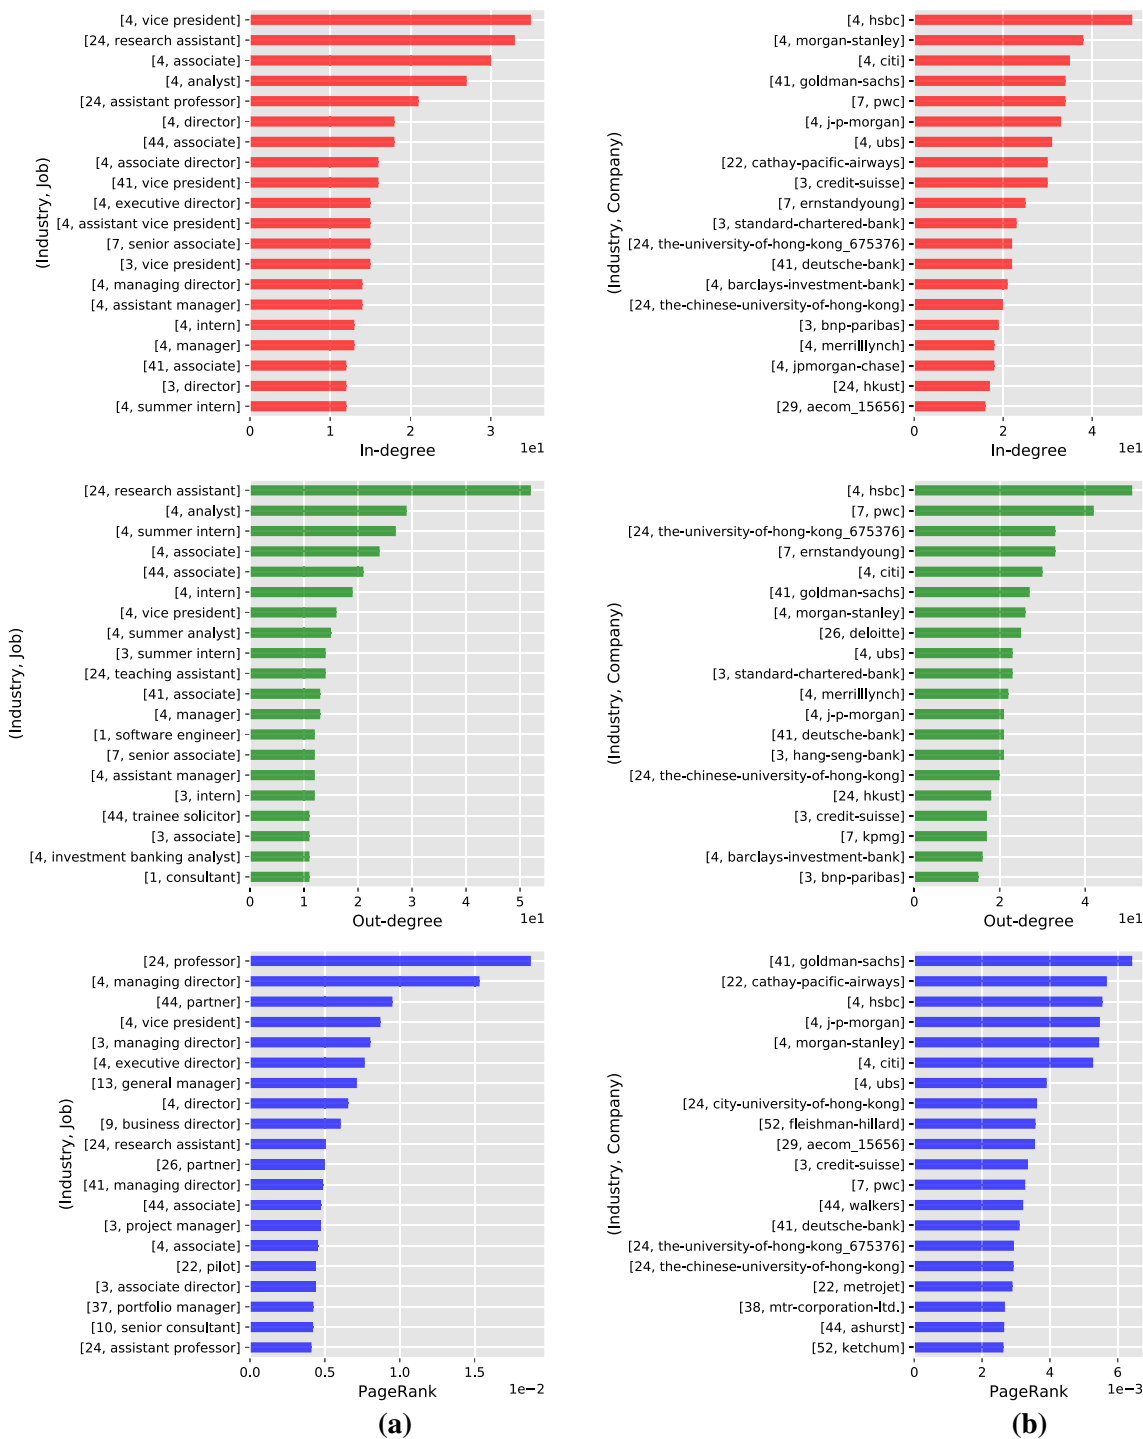 [4, vice president]
[24, research assistant]
[4, associate]
[4, analyst]
[24, assistant professor]
[4, director]
[44, associate]
[4, associate director]
[41, vice president]
[4, executive director]
[4, assistant vice president]
[7, senior associate]
[3, vice president]
[4, managing director]
[4, assistant manager]
[4, intern]
[4, manager]
[41, associate]
[3, director]
[4, summer intern]
(Industry, Job)
0 1 2 3
1e1
In-degree
[4, hsbc]
[4, morgan-stanley]
[4, citi]
[41, goldman-sachs]
[7, pwc]
[4, j-p-morgan]
[4, ubs]
[22, cathay-pacific-airways]
[3, credit-suisse]
[7, ernstandyoung]
[3, standard-chartered-bank]
[24, the-university-of-hong-kong_675376]
[41, deutsche-bank]
[4, barclays-investment-bank]
[24, the-chinese-university-of-hong-kong]
[3, bnp-paribas]
[4, merrilllynch]
[4, jpmorgan-chase]
[24, hkust]
[29, aecom_15656]
(Industry, Company)
0 2 4
1e1
In-degree
[24, research assistant]
[4, analyst]
[4, summer intern]
[4, associate]
[44, associate]
[4, intern]
[4, vice president]
[4, summer analyst]
[3, summer intern]
[24, teaching assistant]
[41, associate]
[4, manager]
[1, software engineer]
[7, senior associate]
[4, assistant manager]
[3, intern]
[44, trainee solicitor]
[3, associate]
[4, investment banking analyst]
[1, consultant]
(Industry, Job)
0 1 2 3 4 5
1e1
Out-degree
[4, hsbc]
[7, pwc]
[24, the-university-of-hong-kong_675376]
[7, ernstandyoung]
[4, citi]
[41, goldman-sachs]
[4, morgan-stanley]
[26, deloitte]
[4, ubs]
[3, standard-chartered-bank]
[4, merrilllynch]
[4, j-p-morgan]
[41, deutsche-bank]
[3, hang-seng-bank]
[24, the-chinese-university-of-hong-kong]
[24, hkust]
[3, credit-suisse]
[7, kpmg]
[4, barclays-investment-bank]
[3, bnp-paribas]
(Industry, Company)
0 2 4
1e1
Out-degree
[24, professor]
[4, managing director]
[44, partner]
[4, vice president]
[3, managing director]
[4, executive director]
[13, general manager]
[4, director]
[9, business director]
[24, research assistant]
[26, partner]
[41, managing director]
[44, associate]
[3, project manager]
[4, associate]
[22, pilot]
[3, associate director]
[37, portfolio manager]
[10, senior consultant]
[24, assistant professor]
(Industry, Job)
0.0 0.5 1.0 1.5
1e−2
PageRank
(a)
[41, goldman-sachs]
[22, cathay-pacific-airways]
[4, hsbc]
[4, j-p-morgan]
[4, morgan-stanley]
[4, citi]
[4, ubs]
[24, city-university-of-hong-kong]
[52, fleishman-hillard]
[29, aecom_15656]
[3, credit-suisse]
[7, pwc]
[44, walkers]
[41, deutsche-bank]
[24, the-university-of-hong-kong_675376]
[24, the-chinese-university-of-hong-kong]
[22, metrojet]
[38, mtr-corporation-ltd.]
[44, ashurst]
[52, ketchum]
(Industry, Company)
0 2 4 6
1e−3
PageRank
(b)